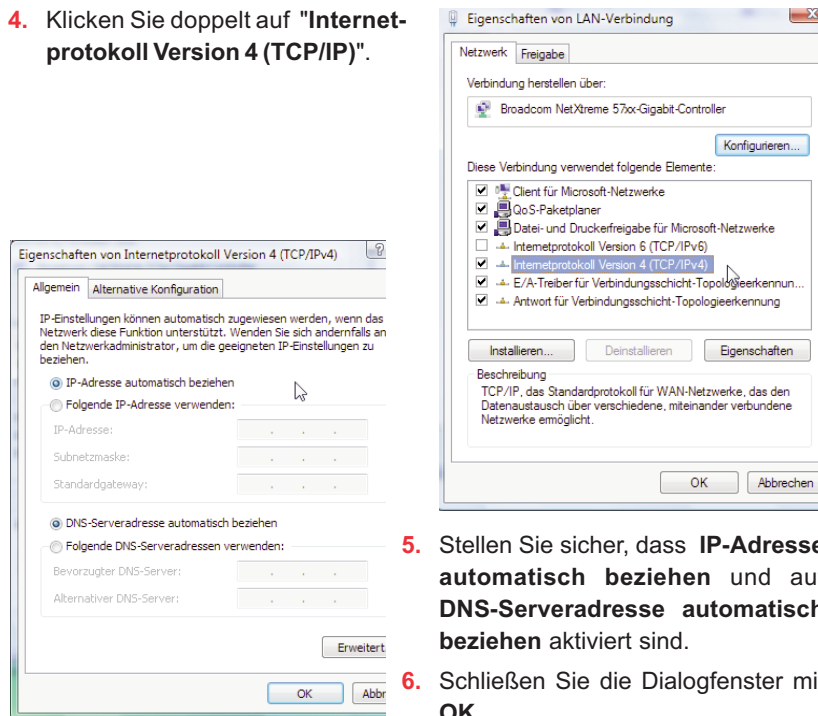 4. Klicken Sie doppelt auf "Internet-
protokoll Version 4 (TCP/IP)".
Eigenschaften von LAN-Verbindung
Netzwerk Freigabe
Verbindung herstellen über:
Broadcom NetXtreme 57xx-Gigabit-Controller
Konfigurieren...
Diese Verbindung verwendet folgende Elemente:
Client für Microsoft-Netzwerke
QoS-Paketplaner
Datei- und Druckerfreigabe für Microsoft-Netzwerke
Internetprotokoll Version 6 (TCP/IPv6)
Internetprotokoll Version 4 (TCP/IPv4)
E/A-Treiber für Verbindungsschicht-Topologieerkennun...
Antwort für Verbindungsschicht-Topologieerkennung
Installieren... Deinstallieren Eigenschaften
Beschreibung
TCP/IP, das Standardprotokoll für WAN-Netzwerke, das den
Datenaustausch über verschiedene, miteinander verbundene
Netzwerke ermöglicht.
OK Abbrechen
Eigenschaften von Internetprotokoll Version 4 (TCP/IPv4)
Allgemein Alternative Konfiguration
IP-Einstellungen können automatisch zugewiesen werden, wenn das
Netzwerk diese Funktion unterstützt. Wenden Sie sich andernfalls an
den Netzwerkadministrator, um die geeigneten IP-Einstellungen zu
beziehen.
IP-Adresse automatisch beziehen
Folgende IP-Adresse verwenden:
IP-Adresse:
Subnetzmaske:
Standardgateway:
DNS-Serveradresse automatisch beziehen
Folgende DNS-Serveradressen verwenden:
Bevorzugter DNS-Server:
Alternativer DNS-Server:
Erweitert
OK Abbr
5. Stellen Sie sicher, dass IP-Adresse
automatisch beziehen und au
DNS-Serveradresse automatisch
beziehen aktiviert sind.
6. Schließen Sie die Dialogfenster mi
OK